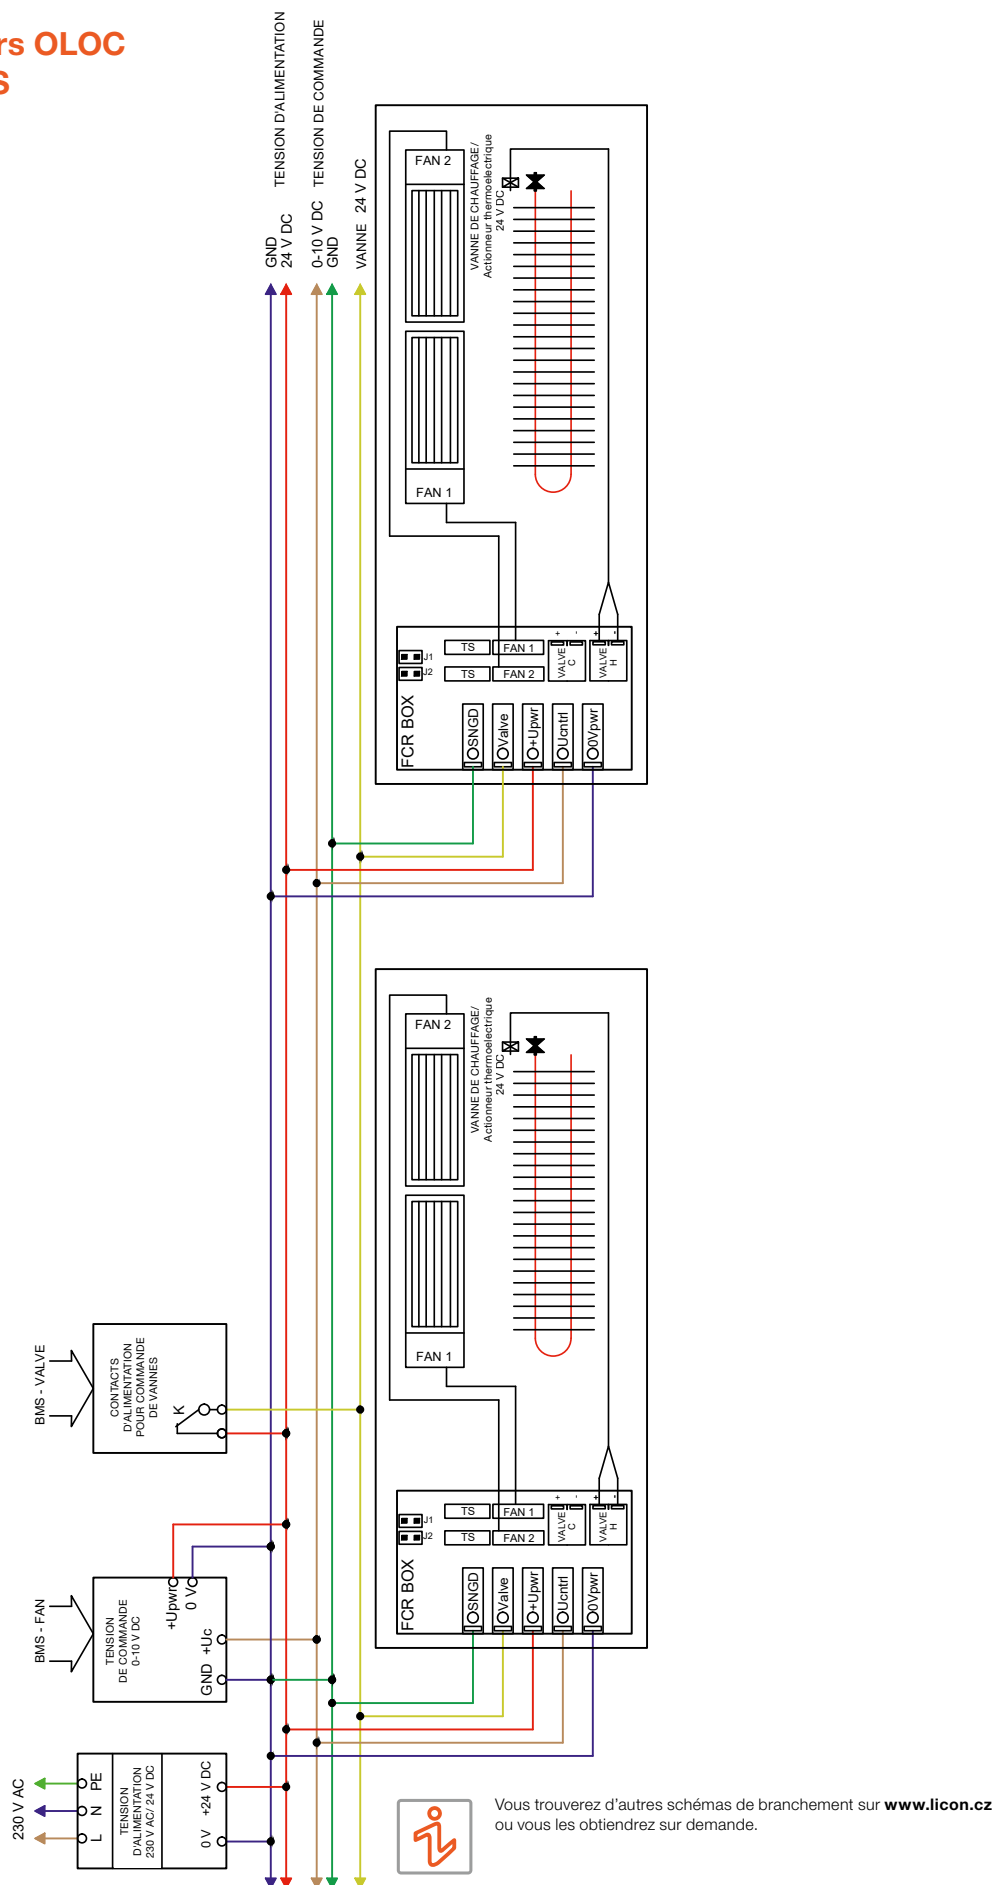 rs OLOC
S
TENSION D'ALIMENTATION
GND
24 V DC
TENSION DE COMMANDE
0-10 V DC
GND
VANNE 24 V DC
FAN 2
VANNE DE CHAUFFAGE/
Actionneur thermoelectrique
24 V DC
FAN 1
FCR BOX
J1
J2
TS
FAN 1
TS
FAN 2
+ -
VALVE
C
+ -
VALVE
H
SNGD
Valve
+Upwr
Ucntrl
0Vpwr
FAN 2
VANNE DE CHAUFFAGE/
Actionneur thermoelectrique
24 V DC
FAN 1
FCR BOX
J1
J2
TS
FAN 1
TS
FAN 2
+ -
VALVE
C
+ -
VALVE
H
SNGD
Valve
+Upwr
Ucntrl
0Vpwr
BMS - VALVE
CONTACTS
D'ALIMENTATION
POUR COMMANDE
DE VANNES
K
BMS - FAN
TENSION
DE COMMANDE
0-10 V DC
+Upwr
0 V
+Uc
GND
230 V AC
PE
N
L
TENSION
D'ALIMENTATION
230 V AC/ 24 V DC
+24 V DC
0 V
Vous trouverez d'autres schémas de branchement sur www.licon.cz
ou vous les obtiendrez sur demande.